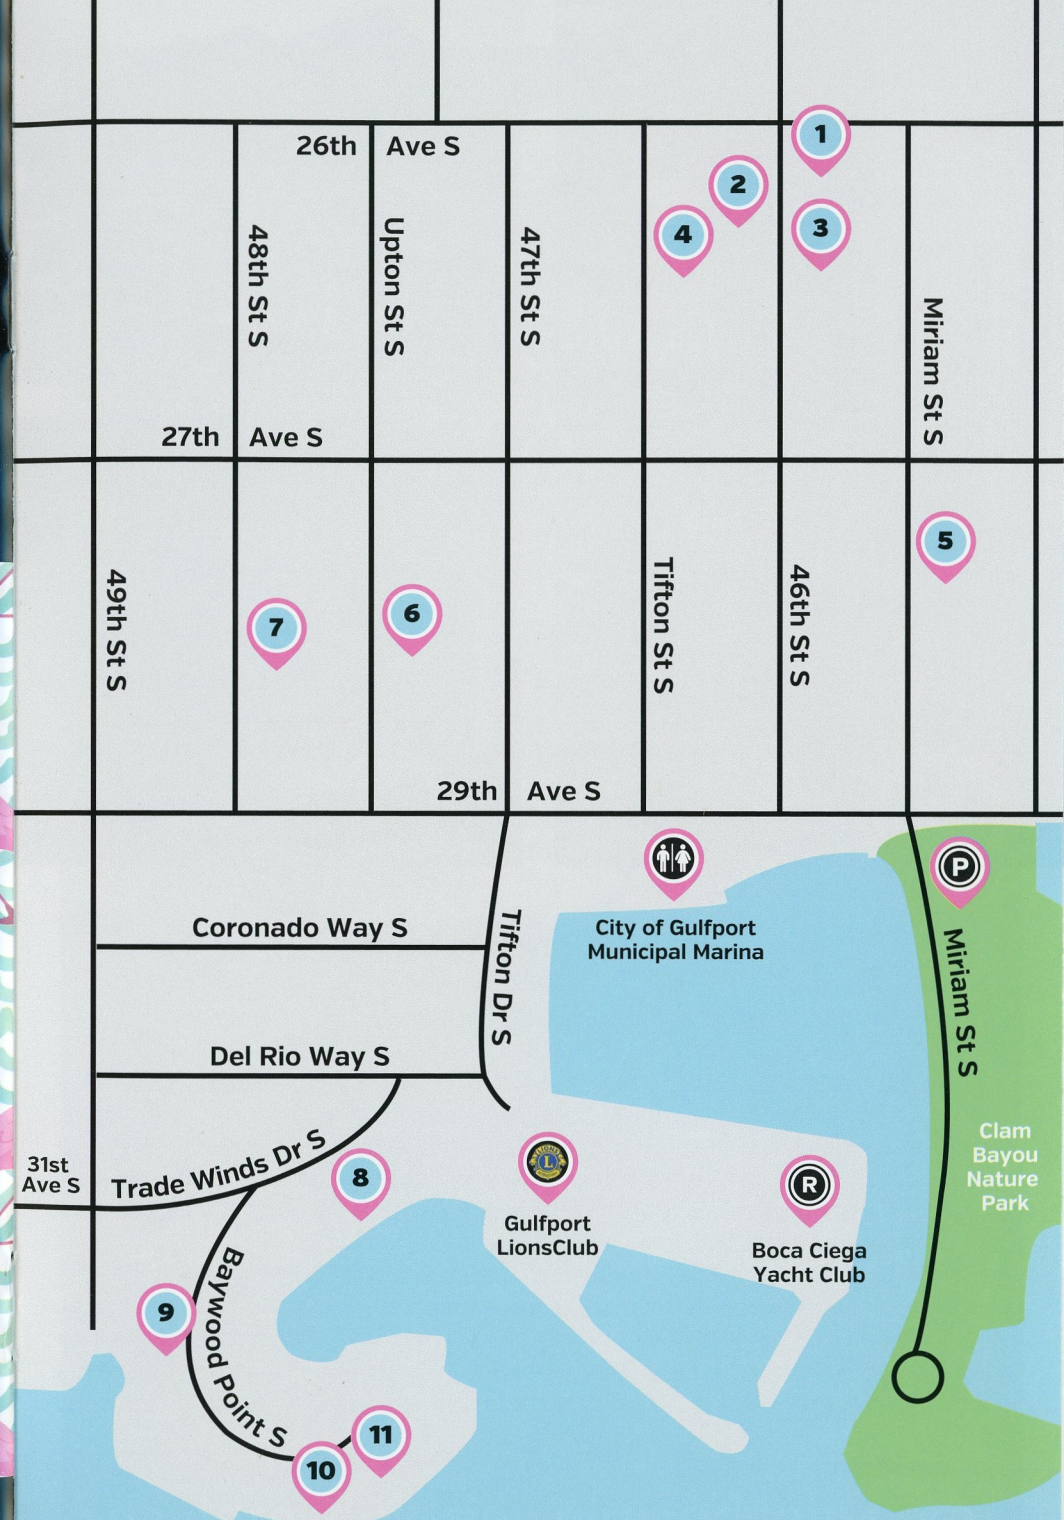 1
26th Ave S
2
3
4
48th St S
Upton St S
47th St S
Miriam St S
27th Ave S
5
49th St S
7
6
Tifton St S
46th St S
29th Ave S
P
City of Gulfport
Municipal Marina
Coronado Way S
Tifton Dr S
Miriam St S
Del Rio Way S
Clam
Bayou
Nature
Park
31st
Ave S
Trade Winds Dr S
8
L
Gulfport
LionsClub
R
Boca Ciega
Yacht Club
9
Baywood Point S
11
10